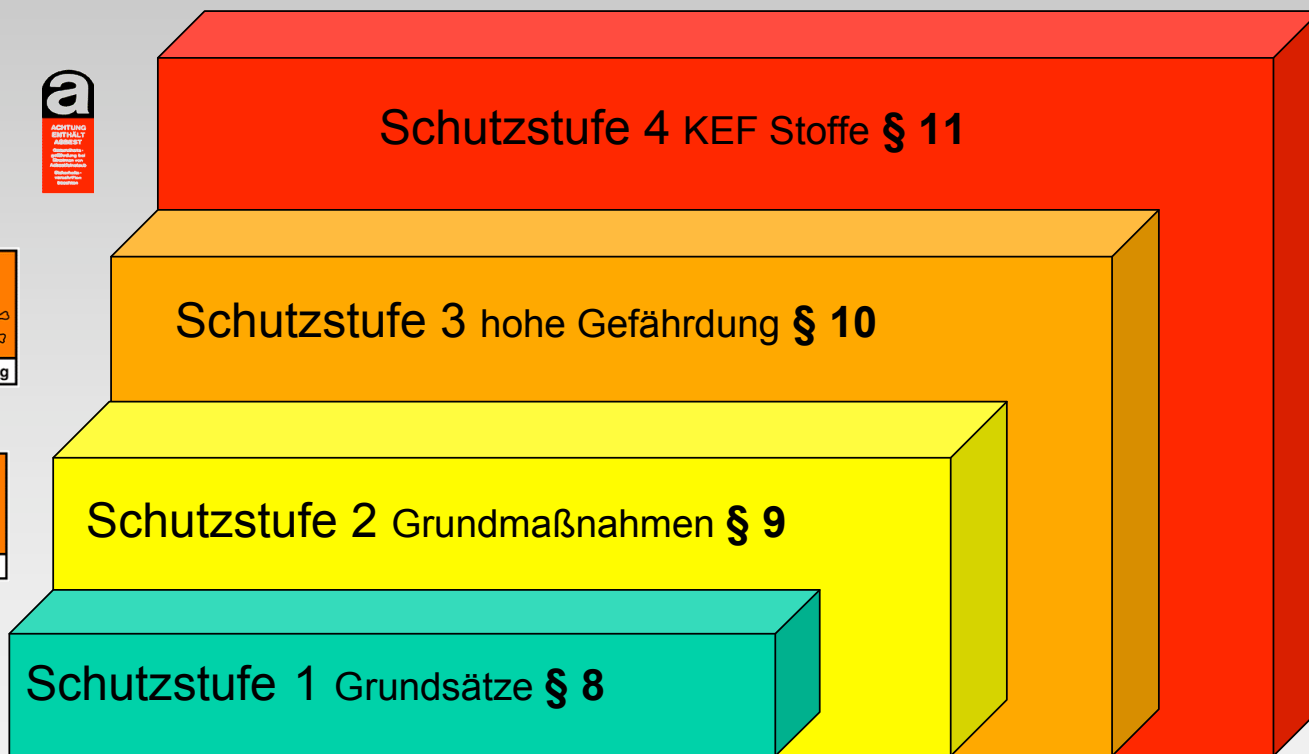 a
ACHTUNG
ENTHÄLT
ASBEST
Schutzstufe 4 KEF Stoffe § 11
Schutzstufe 3 hohe Gefährdung § 10
g
Schutzstufe 2 Grundmaßnahmen § 9
Schutzstufe 1 Grundsätze § 8